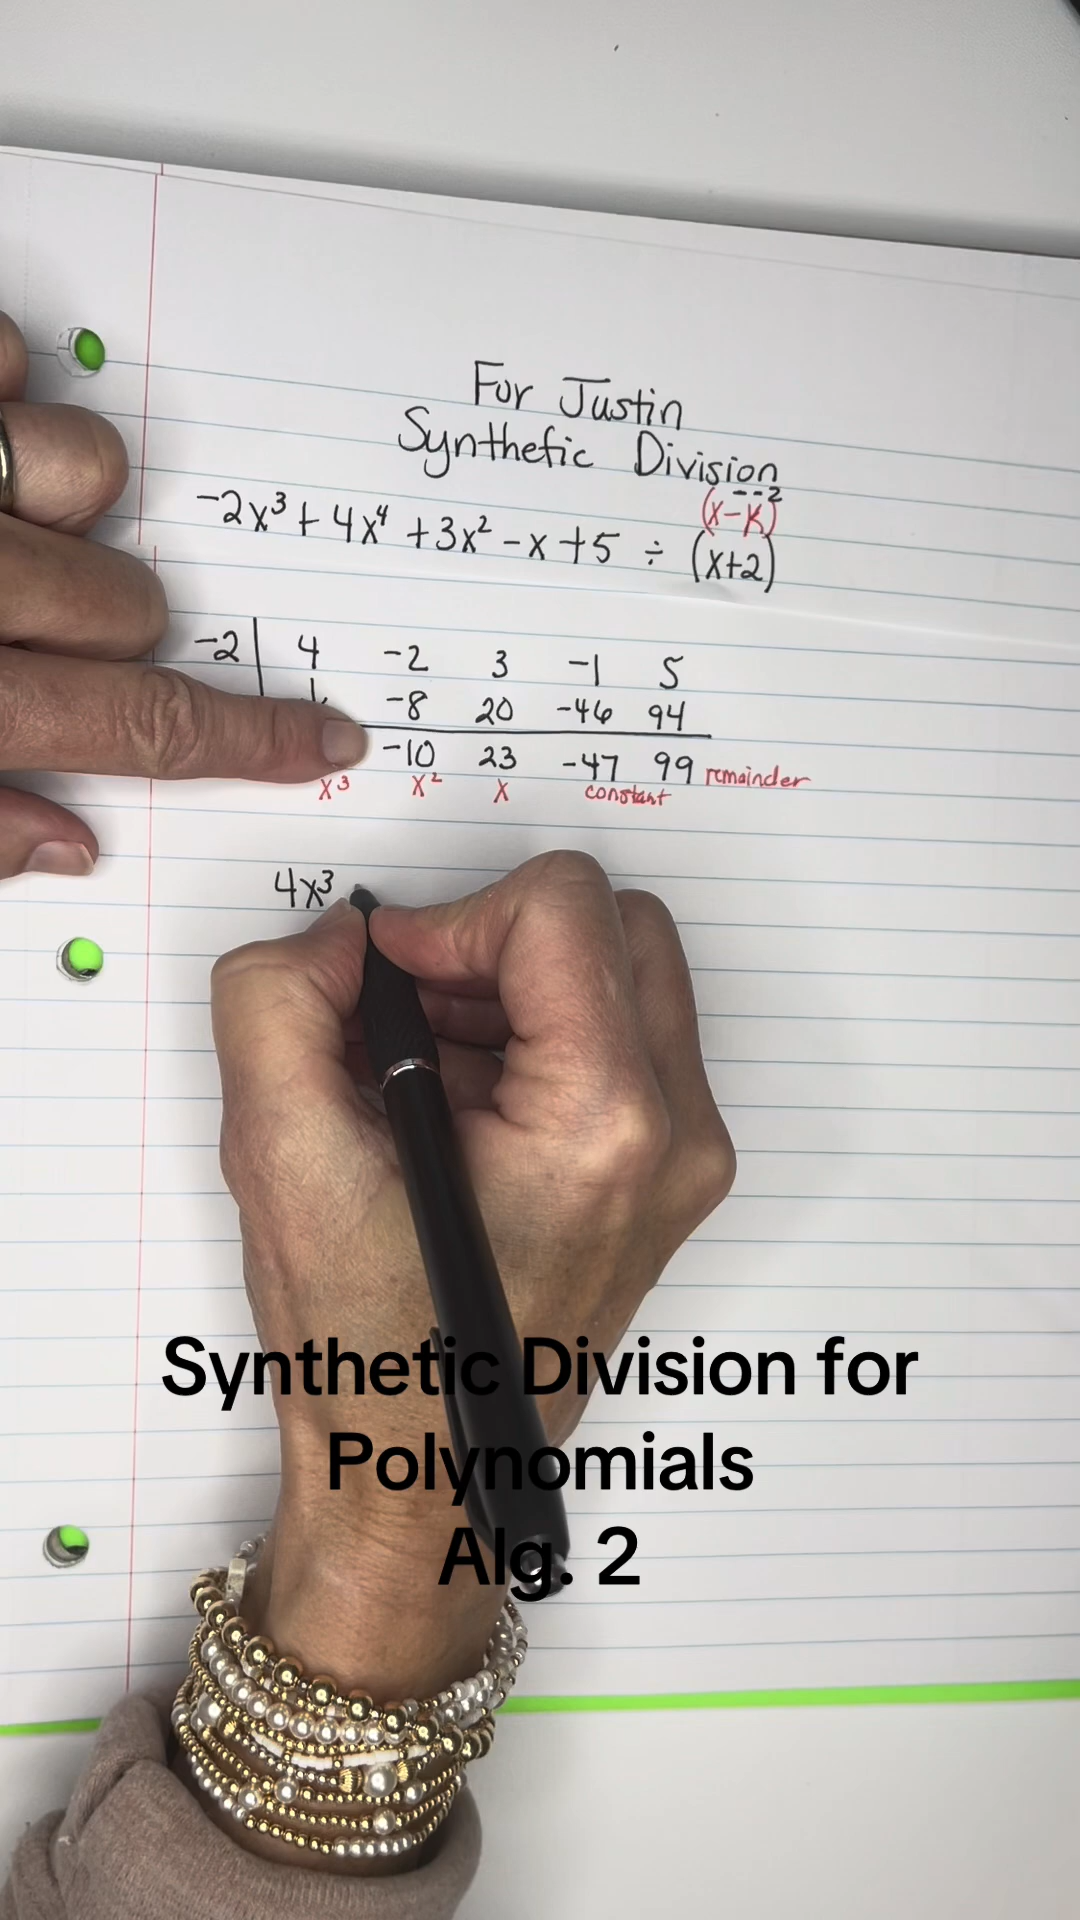 For Justin
Synthetic Division
(x-k) --2
-2x³ + 4x⁴ + 3x² - x + 5 ÷ (x+2)
-2 | 4 -2 3 -1 5
-8 20 -46 94
-10 23 -47 99 remainder
x³ x² x constant
4x³
Synthetic Division for
Polynomials
Alg. 2